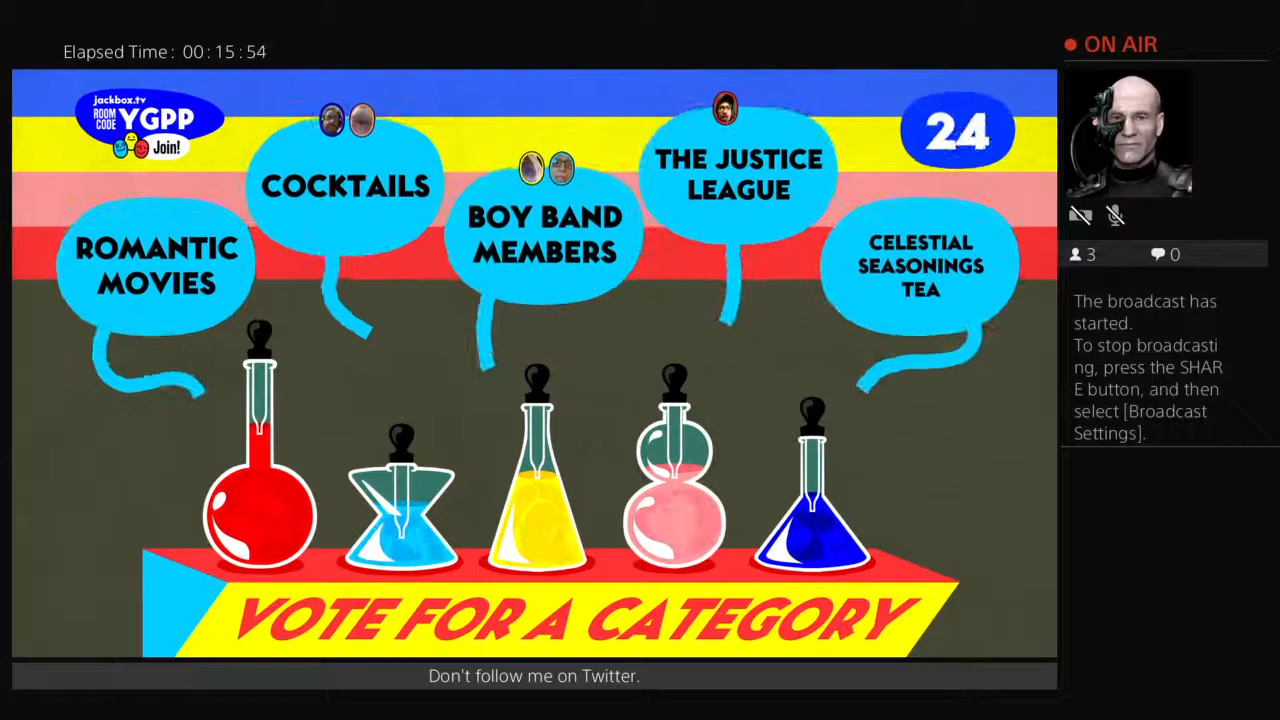 Elapsed Time: 00:15:54
ON AIR
jackbox.tv
ROOM CODE YGPP
Join!
24
COCKTAILS
THE JUSTICE
LEAGUE
BOY BAND
MEMBERS
ROMANTIC
MOVIES
CELESTIAL
SEASONINGS
TEA
VOTE FOR A CATEGORY
Don't follow me on Twitter.
3
0
The broadcast has
started.
To stop broadcasti
ng, press the SHAR
E button, and then
select [Broadcast
Settings].